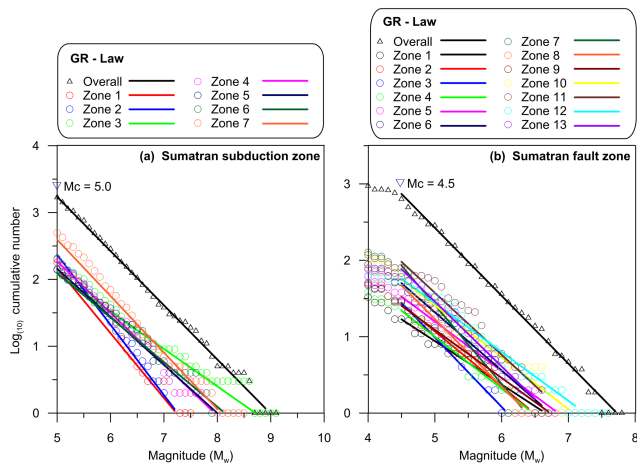 GR - Law
Overall
Zone 1
Zone 2
Zone 3
Zone 4
Zone 5
Zone 6
Zone 7
GR - Law
Overall
Zone 1
Zone 2
Zone 3
Zone 4
Zone 5
Zone 6
Zone 7
Zone 8
Zone 9
Zone 10
Zone 11
Zone 12
Zone 13
(a) Sumatran subduction zone
Mc = 5.0
Log(10) cumulative number
4
3
2
1
0
5 6 7 8 9 10
Magnitude (Mw)
(b) Sumatran fault zone
Mc = 4.5
3
2
1
0
4 5 6 7 8
Magnitude (Mw)